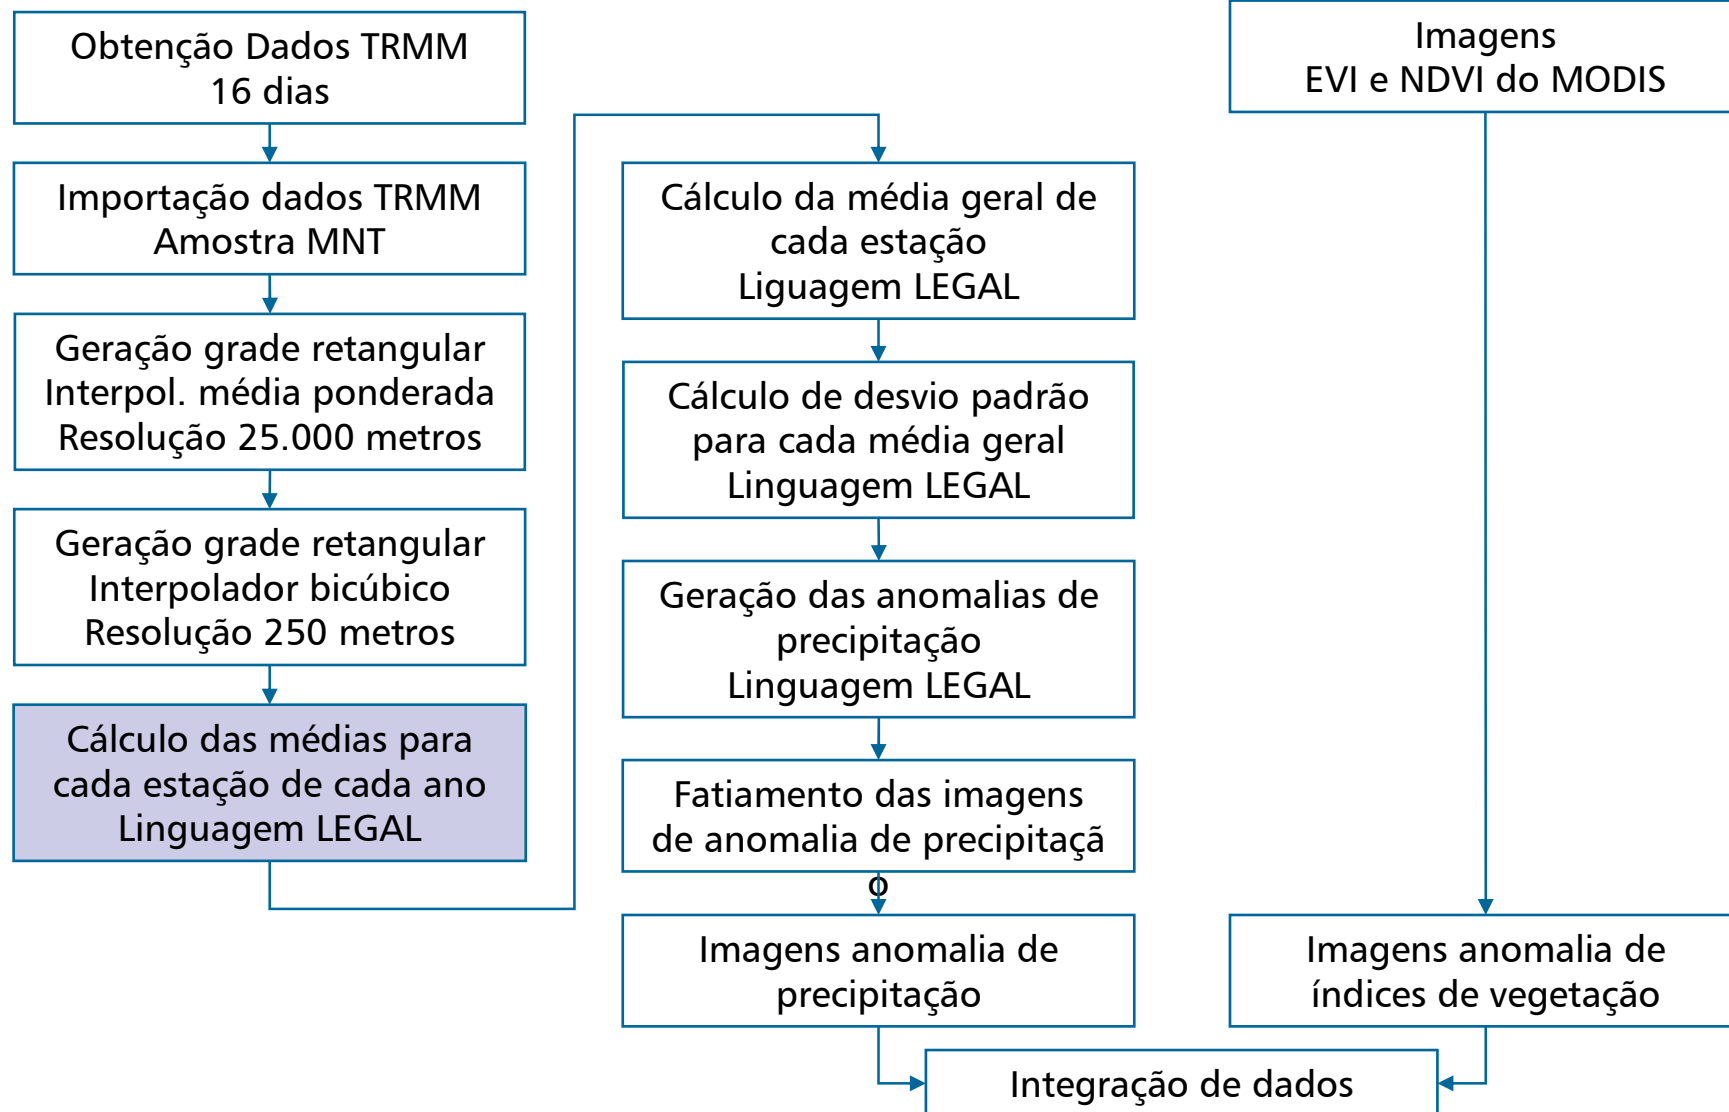 Obtenção Dados TRMM
16 dias
Importação dados TRMM
Amostra MNT
Geração grade retangular
Interpol. média ponderada
Resolução 25.000 metros
Geração grade retangular
Interpolador bicúbico
Resolução 250 metros
Cálculo das médias para
cada estação de cada ano
Linguagem LEGAL
Cálculo da média geral de
cada estação
Liguagem LEGAL
Cálculo de desvio padrão
para cada média geral
Linguagem LEGAL
Geração das anomalias de
precipitação
Linguagem LEGAL
Fatiamento das imagens
de anomalia de precipitaçã
o
Imagens anomalia de
precipitação
Imagens
EVI e NDVI do MODIS
Imagens anomalia de
índices de vegetação
Integração de dados